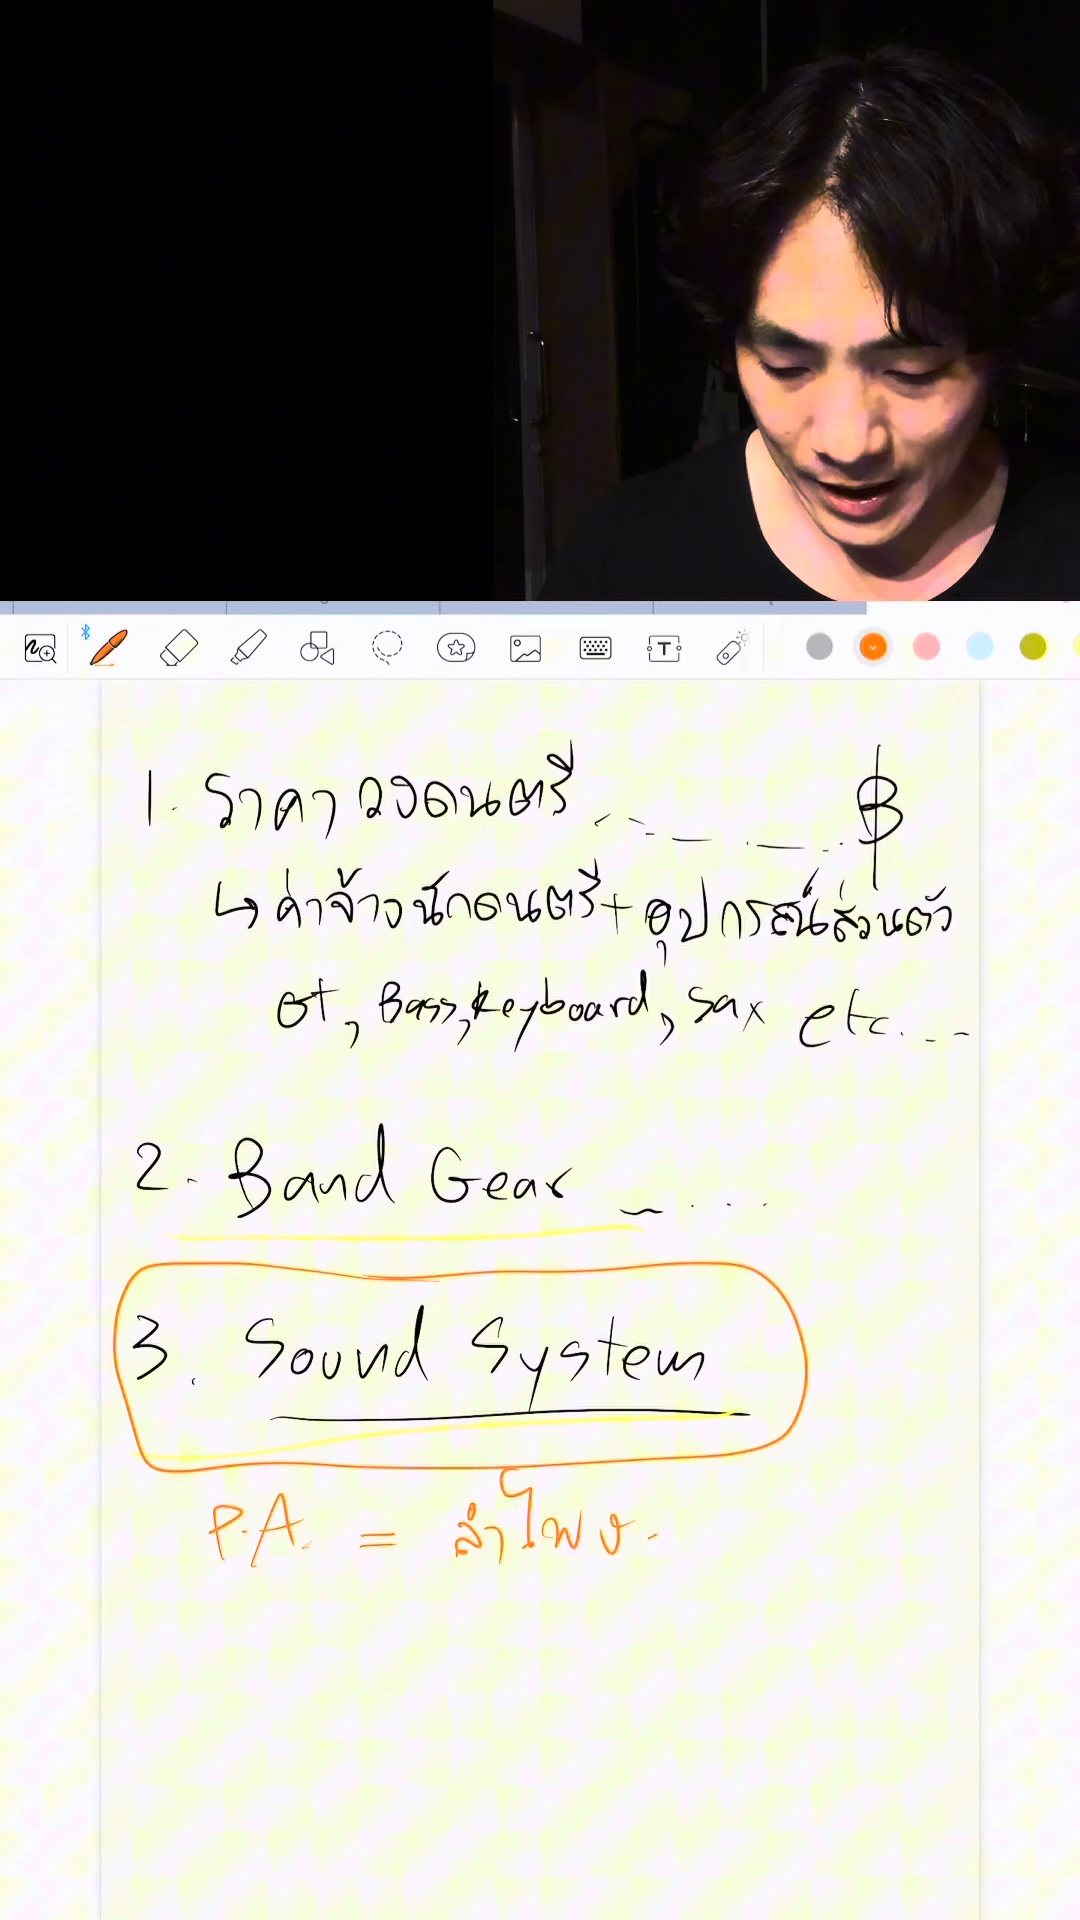 1. ราคาวงดนตรี ........ ฿
↳ ค่าจ้างนักดนตรี + อุปกรณ์ส่วนตัว
Gt, Bass, Keyboard, Sax etc...
2. Band Gear ....
3. Sound System
P.A. = ลำโพง.